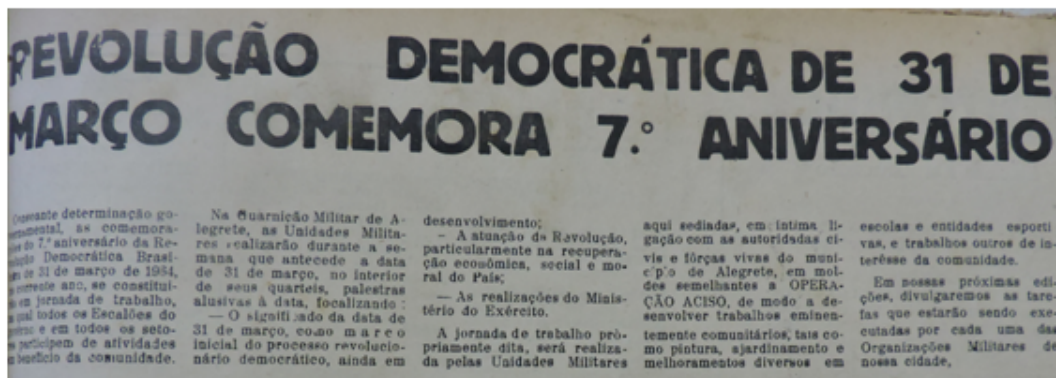 REVOLUÇÃO DEMOCRÁTICA DE 31 DE
MARÇO COMEMORA 7.º ANIVERSÁRIO
determinação go-
as comemora-
do 7.º aniversário da Re-
Democrática Brasi-
de 31 de março de 1964,
corrente ano, se constitui-
em jornada de trabalho,
qual todos os Escalões do
e em todos os seto-
participem de atividades
benefício da comunidade.
Na Guarnição Militar de A-
legrete, as Unidades Milita-
res realizarão durante a se-
mana que antecede a data
de 31 de março, no interior
de seus quarteis, palestras
alusivas à data, focalizando :
— O significado da data de
31 de março, como marco
inicial do processo revolucio-
nário democrático, ainda em
desenvolvimento;
— A atuação da Revolução,
particularmente na recupera-
ção econômica, social e mo-
ral do País;
— As realizações do Minis-
tério do Exército.
A jornada de trabalho prò-
priamente dita, será realiza-
da pelas Unidades Militares
aqui sediadas, em íntima li-
gação com as autoridadas ci-
vis e fôrças vivas do muni-
cípio de Alegrete, em mol-
des semelhantes a OPERA-
ÇÃO ACISO, de modo a de-
senvolver trabalhos eminen-
temente comunitários, tais co-
mo pintura, ajardinamento e
melhoramentos diversos em
escolas e entidades esporti
vas, e trabalhos outros de in-
terêsse da comunidade.
Em nossas próximas edi-
ções, divulgaremos as tare-
fas que estarão sendo exe-
cutadas por cada uma das
Organizações Militares de
nossa cidade.